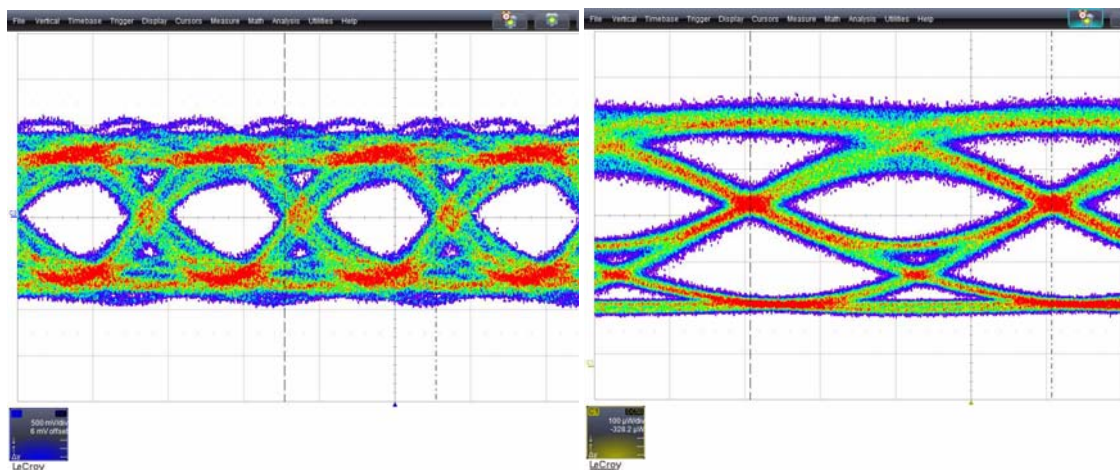 File Vertical Timebase Trigger Display Cursors Measure Math Analysis Utilities Help
500 mV/div
6 mV offset
LeCroy
File Vertical Timebase Trigger Display Cursors Measure Math Analysis Utilities Help
C1
100 µW/div
-328.2 µW
LeCroy